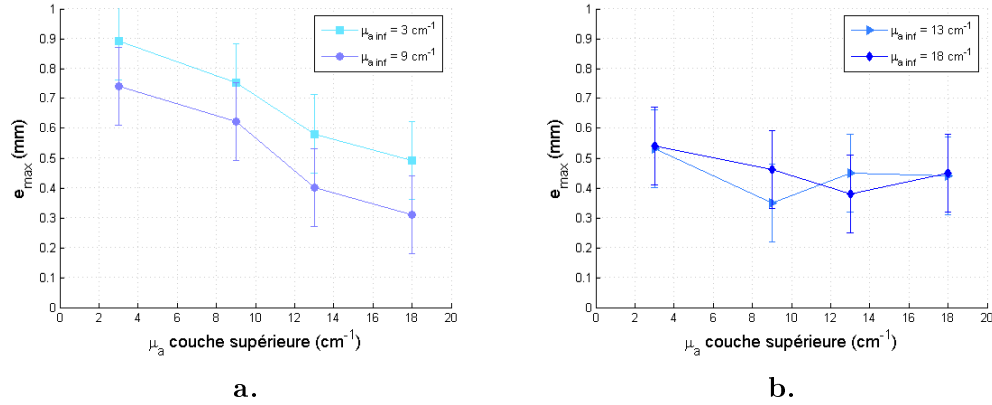 1
0.9
0.8
0.7
0.6
0.5
0.4
0.3
0.2
0.1
0
e_max (mm)
0 2 4 6 8 10 12 14 16 18 20
μ_a couche supérieure (cm⁻¹)
μ_a inf = 3 cm⁻¹
μ_a inf = 9 cm⁻¹
a.
1
0.9
0.8
0.7
0.6
0.5
0.4
0.3
0.2
0.1
0
e_max (mm)
0 2 4 6 8 10 12 14 16 18 20
μ_a couche supérieure (cm⁻¹)
μ_a inf = 13 cm⁻¹
μ_a inf = 18 cm⁻¹
b.